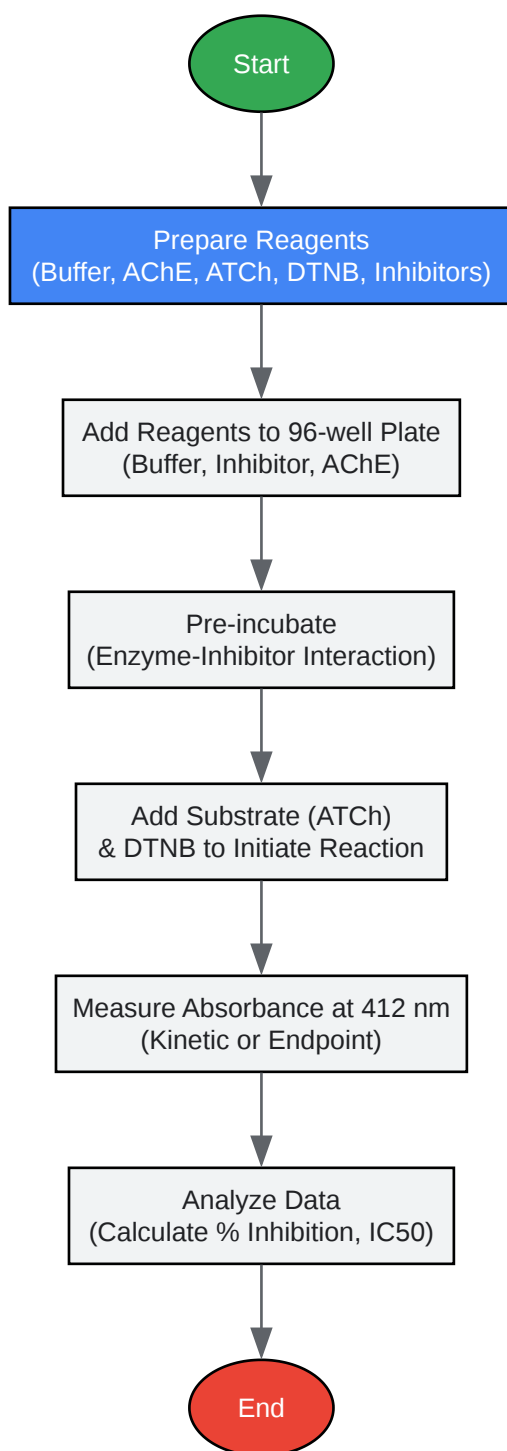 Start
Prepare Reagents
(Buffer, AChE, ATCh, DTNB, Inhibitors)
Add Reagents to 96-well Plate
(Buffer, Inhibitor, AChE)
Pre-incubate
(Enzyme-Inhibitor Interaction)
Add Substrate (ATCh)
& DTNB to Initiate Reaction
Measure Absorbance at 412 nm
(Kinetic or Endpoint)
Analyze Data
(Calculate % Inhibition, IC50)
End